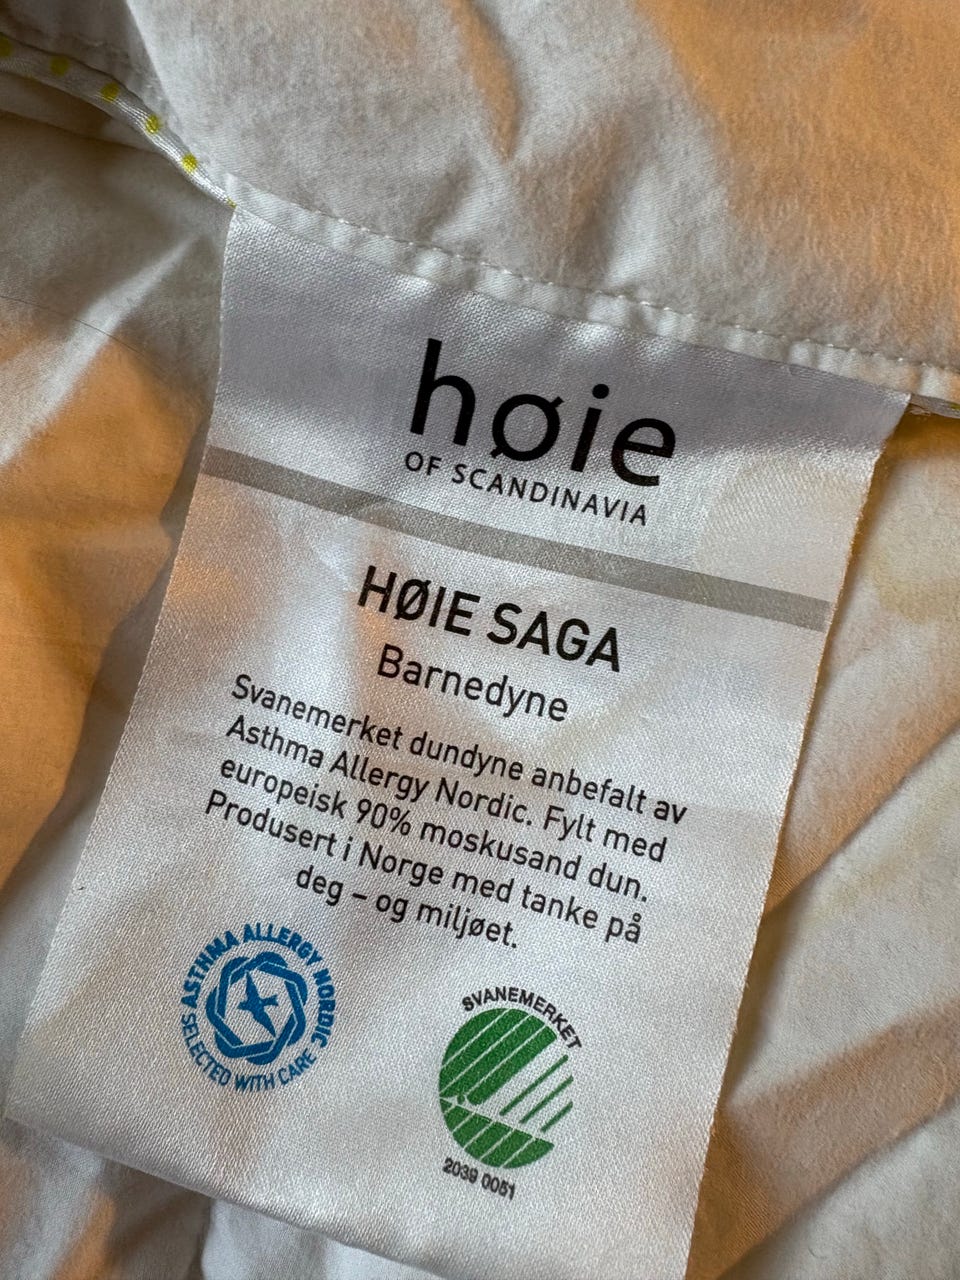 høie
OF SCANDINAVIA
HØIE SAGA
Barnedyne
Svanemerket dundyne anbefalt av
Asthma Allergy Nordic. Fylt med
europeisk 90% moskusand dun.
Produsert i Norge med tanke på
deg – og miljøet.
ASTHMA ALLERGY NORDIC
SELECTED WITH CARE
SVANEMERKET
2039 0051